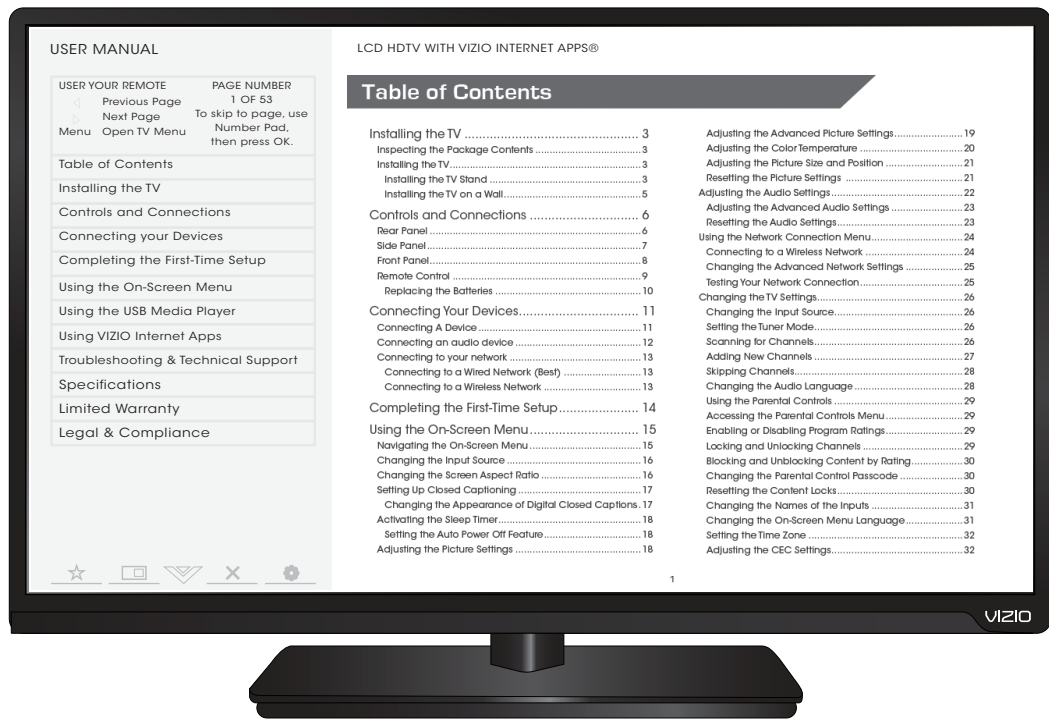 USER MANUAL
USER YOUR REMOTE
Previous Page
Next Page
Menu Open TV Menu
PAGE NUMBER
1 OF 53
To skip to page, use
Number Pad,
then press OK.
Table of Contents
Installing the TV
Controls and Connections
Connecting your Devices
Completing the First-Time Setup
Using the On-Screen Menu
Using the USB Media Player
Using VIZIO Internet Apps
Troubleshooting & Technical Support
Specifications
Limited Warranty
Legal & Compliance
LCD HDTV WITH VIZIO INTERNET APPS®
Table of Contents
Installing the TV ........ 3
Inspecting the Package Contents ........ 3
Installing the TV ........ 3
Installing the TV Stand ........ 3
Installing the TV on a Wall ........ 5
Controls and Connections ........ 6
Rear Panel ........ 6
Side Panel ........ 7
Front Panel ........ 8
Remote Control ........ 9
Replacing the Batteries ........ 10
Connecting Your Devices ........ 11
Connecting A Device ........ 11
Connecting an audio device ........ 12
Connecting to your network ........ 13
Connecting to a Wired Network (Best) ........ 13
Connecting to a Wireless Network ........ 13
Completing the First-Time Setup ........ 14
Using the On-Screen Menu ........ 15
Navigating the On-Screen Menu ........ 15
Changing the Input Source ........ 16
Changing the Screen Aspect Ratio ........ 16
Setting Up Closed Captioning ........ 17
Changing the Appearance of Digital Closed Captions . 17
Activating the Sleep Timer ........ 18
Setting the Auto Power Off Feature ........ 18
Adjusting the Picture Settings ........ 18
Adjusting the Advanced Picture Settings ........ 19
Adjusting the Color Temperature ........ 20
Adjusting the Picture Size and Position ........ 21
Resetting the Picture Settings ........ 21
Adjusting the Audio Settings ........ 22
Adjusting the Advanced Audio Settings ........ 23
Resetting the Audio Settings ........ 23
Using the Network Connection Menu ........ 24
Connecting to a Wireless Network ........ 24
Changing the Advanced Network Settings ........ 25
Testing Your Network Connection ........ 25
Changing the TV Settings ........ 26
Changing the Input Source ........ 26
Setting the Tuner Mode ........ 26
Scanning for Channels ........ 26
Adding New Channels ........ 27
Skipping Channels ........ 28
Changing the Audio Language ........ 28
Using the Parental Controls ........ 29
Accessing the Parental Controls Menu ........ 29
Enabling or Disabling Program Ratings ........ 29
Locking and Unlocking Channels ........ 29
Blocking and Unblocking Content by Rating ........ 30
Changing the Parental Control Passcode ........ 30
Resetting the Content Locks ........ 30
Changing the Names of the Inputs ........ 31
Changing the On-Screen Menu Language ........ 31
Setting the Time Zone ........ 32
Adjusting the CEC Settings ........ 32
1
VIZIO